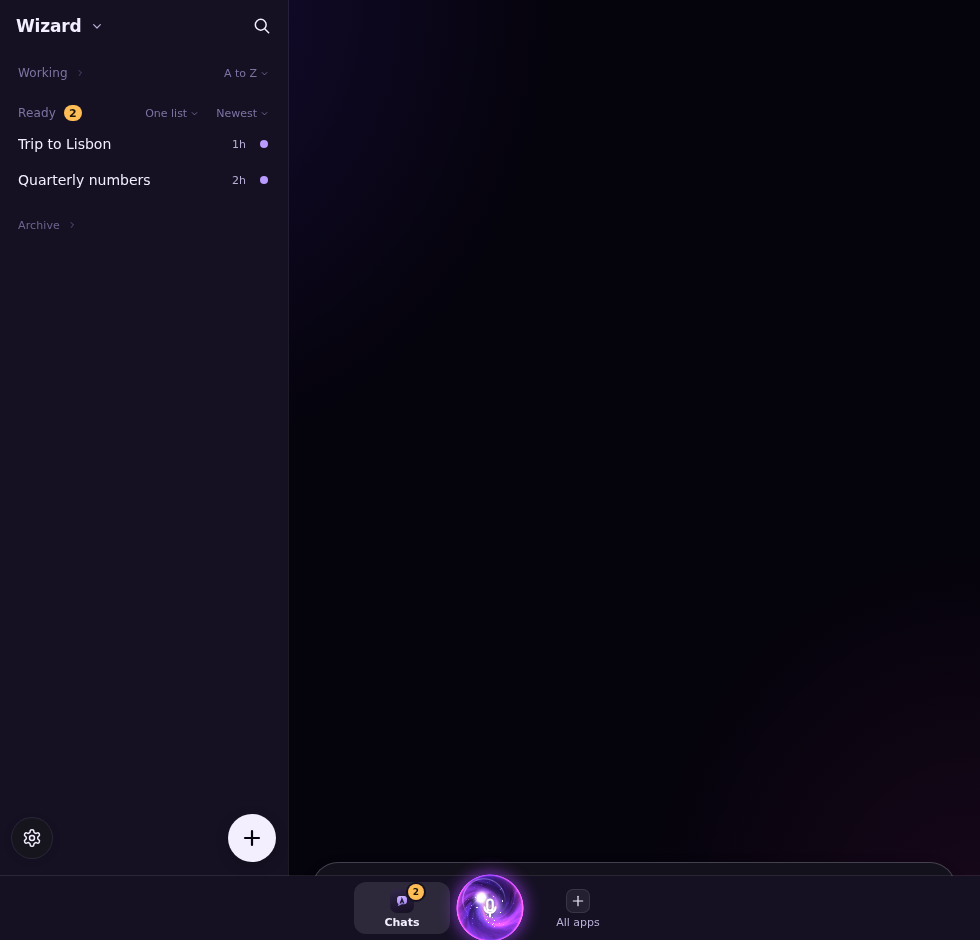 Wizard
Working A to Z
Ready 2 One list Newest
Trip to Lisbon 1h
Quarterly numbers 2h
Archive
2
Chats
All apps